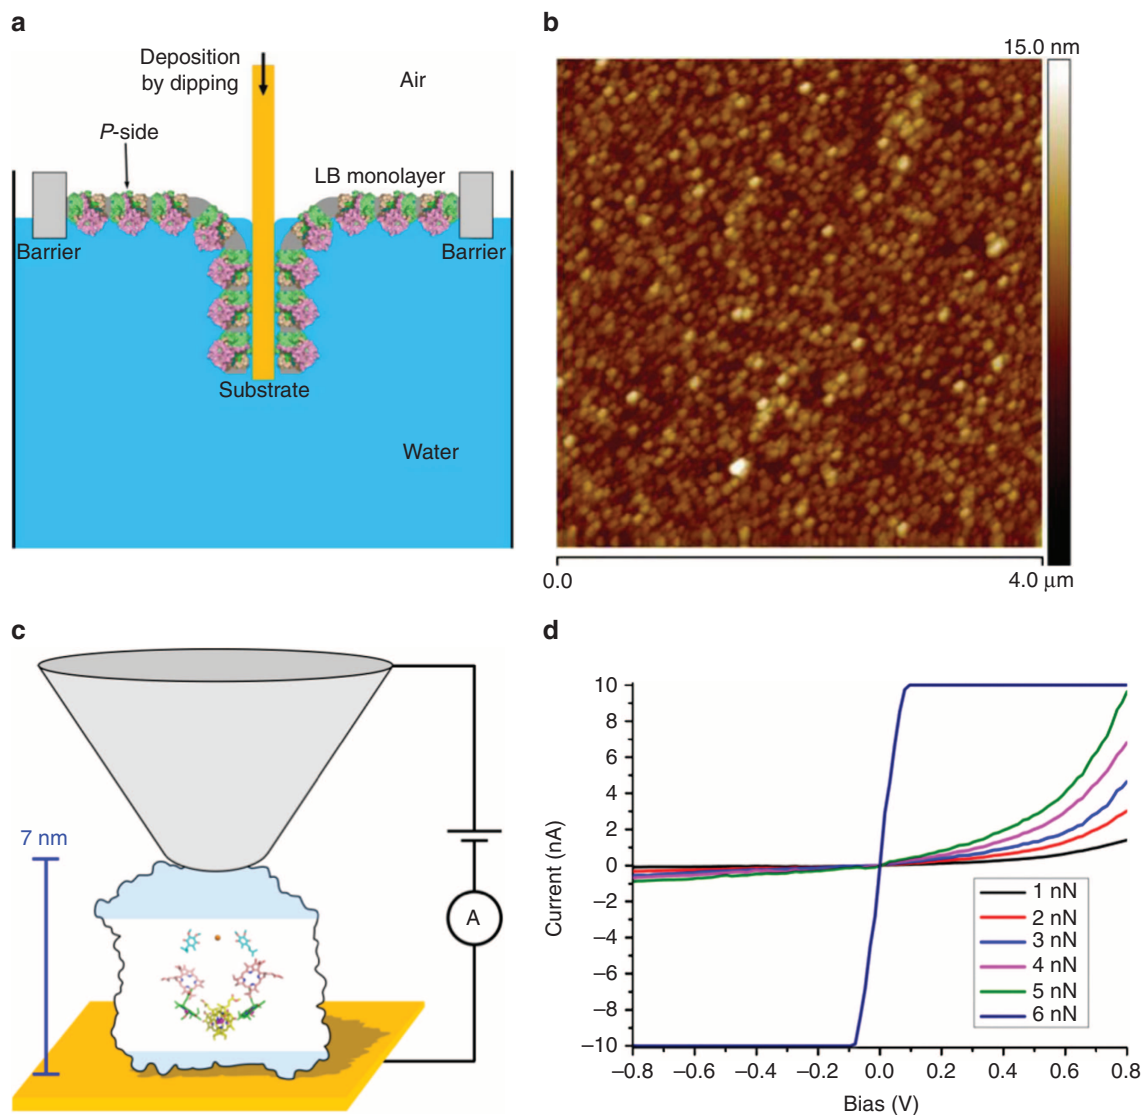 a
Deposition
by dipping
Air
P-side
LB monolayer
Barrier
Barrier
Substrate
Water
b
15.0 nm
0.0
4.0 μm
c
7 nm
A
d
10
8
6
4
2
0
−2
−4
−6
−8
−10
Current (nA)
1 nN
2 nN
3 nN
4 nN
5 nN
6 nN
−0.8 −0.6 −0.4 −0.2 0.0 0.2 0.4 0.6 0.8
Bias (V)